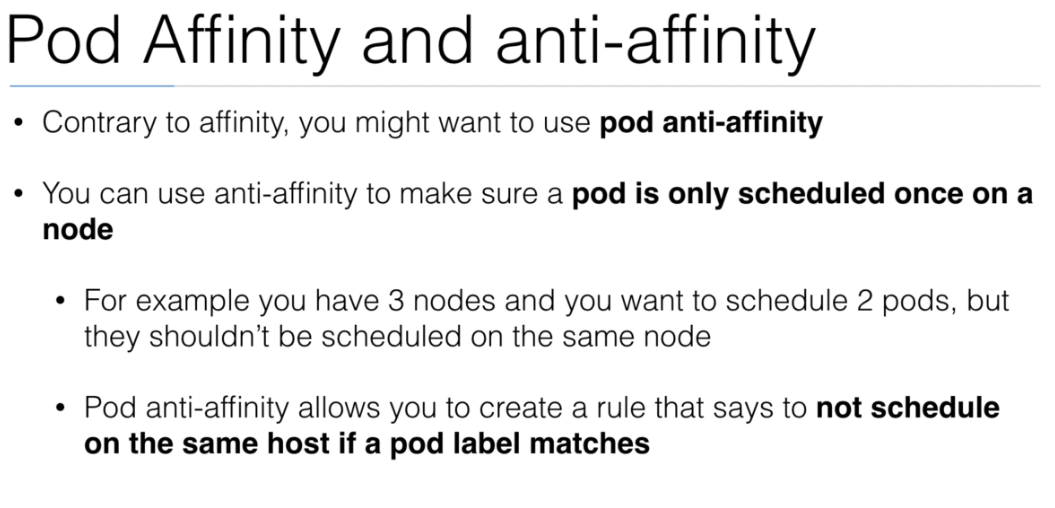 Pod Affinity and anti-affinity
• Contrary to affinity, you might want to use pod anti-affinity
• You can use anti-affinity to make sure a pod is only scheduled once on a
node
• For example you have 3 nodes and you want to schedule 2 pods, but
they shouldn’t be scheduled on the same node
• Pod anti-affinity allows you to create a rule that says to not schedule
on the same host if a pod label matches